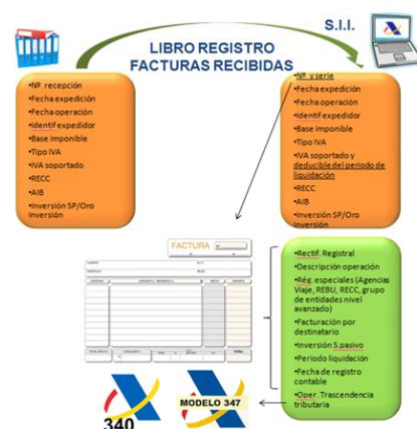 S.I.I.
LIBRO REGISTRO
FACTURAS RECIBIDAS
•Nº recepción
•Fecha expedición
•Fecha operación
•Identif expedidor
•Base Imponible
•Tipo IVA
•IVA soportado
•RECC
•AIB
•Inversión SP/Oro
Inversión
•Nº y serie
•Fecha expedición
•Fecha operación
•Identif expedidor
•Base Imponible
•Tipo IVA
•IVA soportado y
deducible del periodo de
liquidación
•RECC
•AIB
•Inversión SP/Oro
Inversión
FACTURA
•Rectif. Registral
•Descripción operación
•Rég. especiales (Agencias
Viaje, REBU, RECC, grupo
de entidades nivel
avanzado)
•Facturación por
destinatario
•Inversión S.pasivo
•Periodo liquidación
•Fecha de registro
contable
•Oper. Trascendencia
tributaria
340
MODELO 347